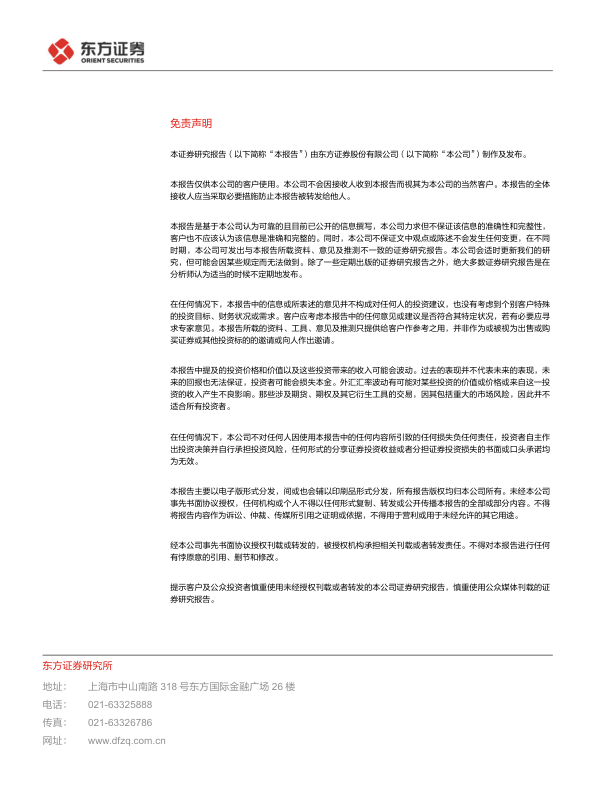 东方证券
ORIENT SECURITIES
免责声明
本证券研究报告（以下简称“本报告”）由东方证券股份有限公司（以下简称“本公司”）制作及发布。
本报告仅供本公司的客户使用。本公司不会因接收人收到本报告而视其为本公司的当然客户。本报告的全体
接收人应当采取必要措施防止本报告被转发给他人。
本报告是基于本公司认为可靠的且目前已公开的信息撰写，本公司力求但不保证该信息的准确性和完整性，
客户也不应该认为该信息是准确和完整的。同时，本公司不保证文中观点或陈述不会发生任何变更，在不同
时期，本公司可发出与本报告所载资料、意见及推测不一致的证券研究报告。本公司会适时更新我们的研
究，但可能会因某些规定而无法做到。除了一些定期出版的证券研究报告之外，绝大多数证券研究报告是在
分析师认为适当的时候不定期地发布。
在任何情况下，本报告中的信息或所表述的意见并不构成对任何人的投资建议，也没有考虑到个别客户特殊
的投资目标、财务状况或需求。客户应考虑本报告中的任何意见或建议是否符合其特定状况，若有必要应寻
求专家意见。本报告所载的资料、工具、意见及推测只提供给客户作参考之用，并非作为或被视为出售或购
买证券或其他投资标的的邀请或向人作出邀请。
本报告中提及的投资价格和价值以及这些投资带来的收入可能会波动。过去的表现并不代表未来的表现，未
来的回报也无法保证，投资者可能会损失本金。外汇汇率波动有可能对某些投资的价值或价格或来自这一投
资的收入产生不良影响。那些涉及期货、期权及其它衍生工具的交易，因其包括重大的市场风险，因此并不
适合所有投资者。
在任何情况下，本公司不对任何人因使用本报告中的任何内容所引致的任何损失负任何责任，投资者自主作
出投资决策并自行承担投资风险，任何形式的分享证券投资收益或者分担证券投资损失的书面或口头承诺均
为无效。
本报告主要以电子版形式分发，间或也会辅以印刷品形式分发，所有报告版权均归本公司所有。未经本公司
事先书面协议授权，任何机构或个人不得以任何形式复制、转发或公开传播本报告的全部或部分内容。不得
将报告内容作为诉讼、仲裁、传媒所引用之证明或依据，不得用于营利或用于未经允许的其它用途。
经本公司事先书面协议授权刊载或转发的，被授权机构承担相关刊载或者转发责任。不得对本报告进行任何
有悖原意的引用、删节和修改。
提示客户及公众投资者慎重使用未经授权刊载或者转发的本公司证券研究报告，慎重使用公众媒体刊载的证
券研究报告。
东方证券研究所
地址： 上海市中山南路 318 号东方国际金融广场 26 楼
电话： 021-63325888
传真： 021-63326786
网址： www.dfzq.com.cn